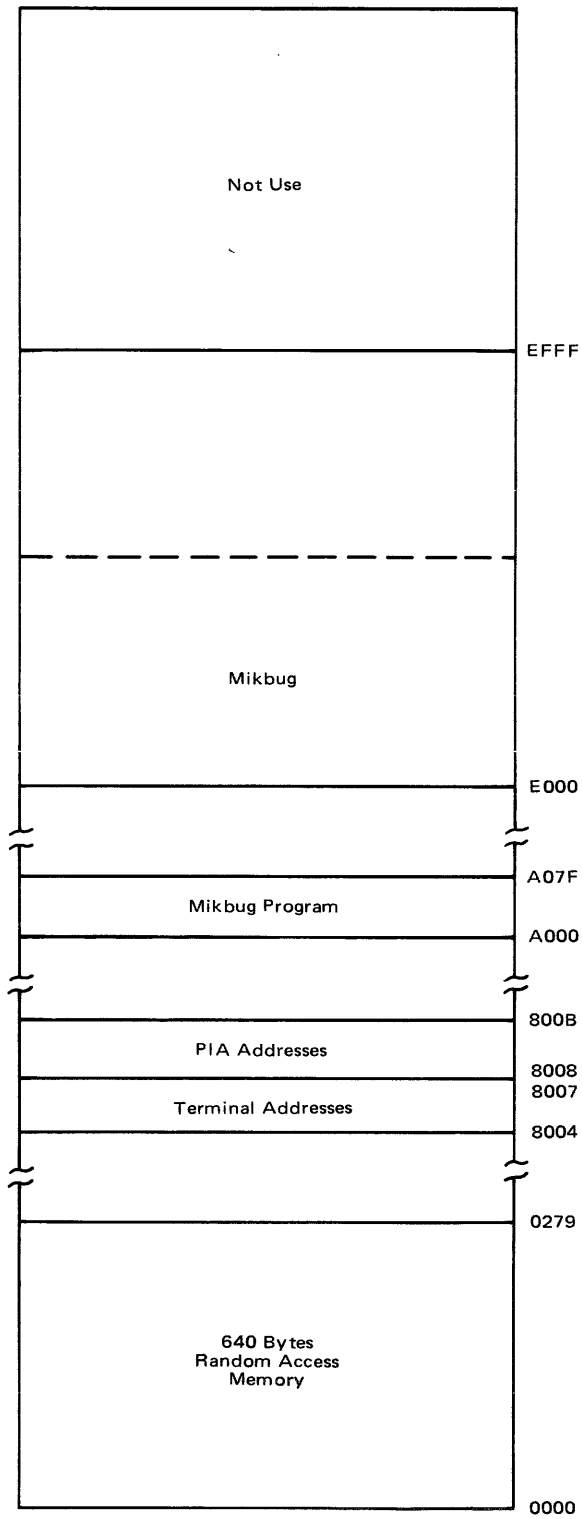 Not Use
EFFF
Mikbug
E000
A07F
Mikbug Program
A000
800B
PIA Addresses
8008
8007
Terminal Addresses
8004
0279
640 Bytes
Random Access
Memory
0000